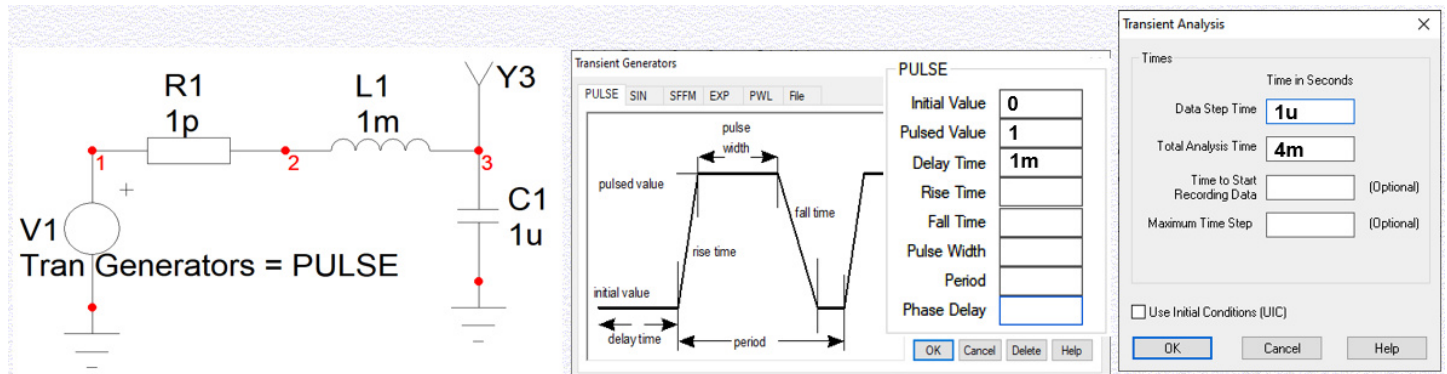 R1
1p
L1
1m
Y3
1
2
3
+
V1
C1
1u
Tran Generators = PULSE
Transient Generators
PULSE SIN SFFM EXP PWL File
pulse
width
pulsed value
fall time
rise time
initial value
delay time
period
PULSE
Initial Value 0
Pulsed Value 1
Delay Time 1m
Rise Time
Fall Time
Pulse Width
Period
Phase Delay
OK Cancel Delete Help
Transient Analysis
Times
Time in Seconds
Data Step Time 1u
Total Analysis Time 4m
Time to Start
Recording Data (Optional)
Maximum Time Step (Optional)
Use Initial Conditions (UIC)
OK Cancel Help